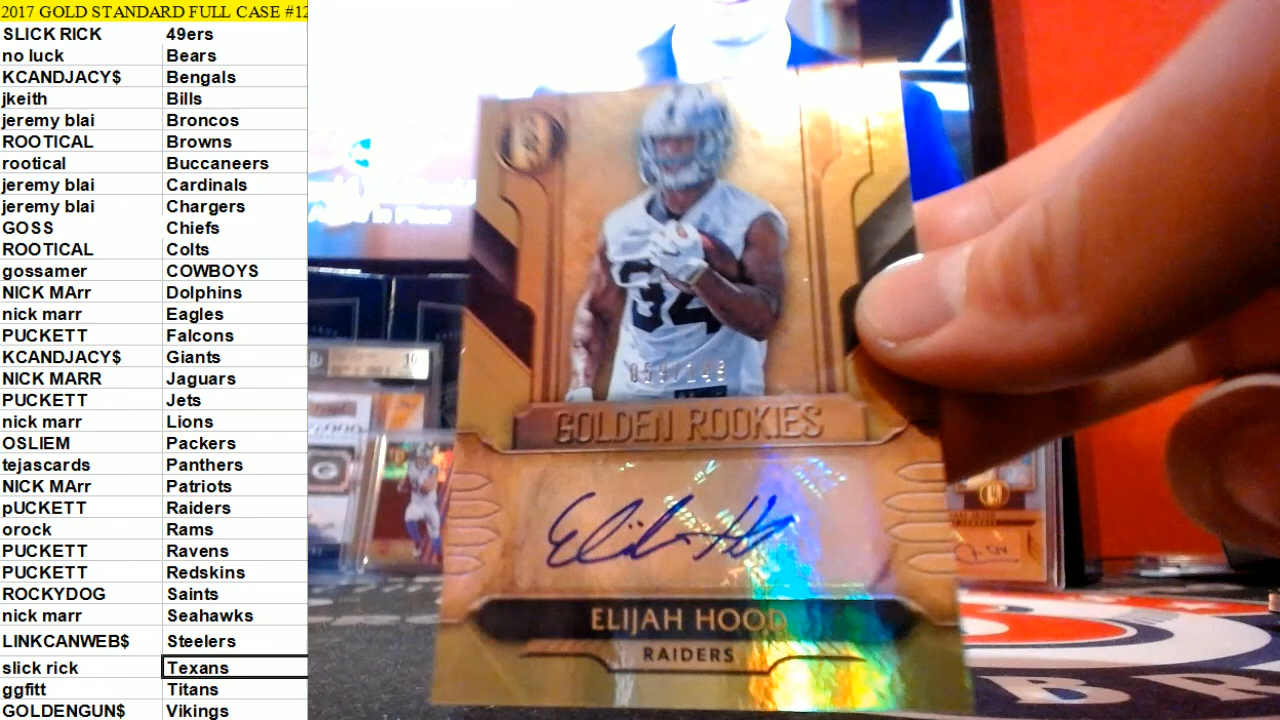 2017 GOLD STANDARD FULL CASE #12
SLICK RICK 49ers
no luck Bears
KCANDJACY$ Bengals
jkeith Bills
jeremy blai Broncos
ROOTICAL Browns
rootical Buccaneers
jeremy blai Cardinals
jeremy blai Chargers
GOSS Chiefs
ROOTICAL Colts
gossamer COWBOYS
NICK MArr Dolphins
nick marr Eagles
PUCKETT Falcons
KCANDJACY$ Giants
NICK MARR Jaguars
PUCKETT Jets
nick marr Lions
OSLIEM Packers
tejascards Panthers
NICK MArr Patriots
pUCKETT Raiders
orock Rams
PUCKETT Ravens
PUCKETT Redskins
ROCKYDOG Saints
nick marr Seahawks
LINKCANWEB$ Steelers
slick rick Texans
ggfitt Titans
GOLDENGUN$ Vikings
34
GOLDEN ROOKIES
Elijah Hood
ELIJAH HOOD
RAIDERS
10
G
B R